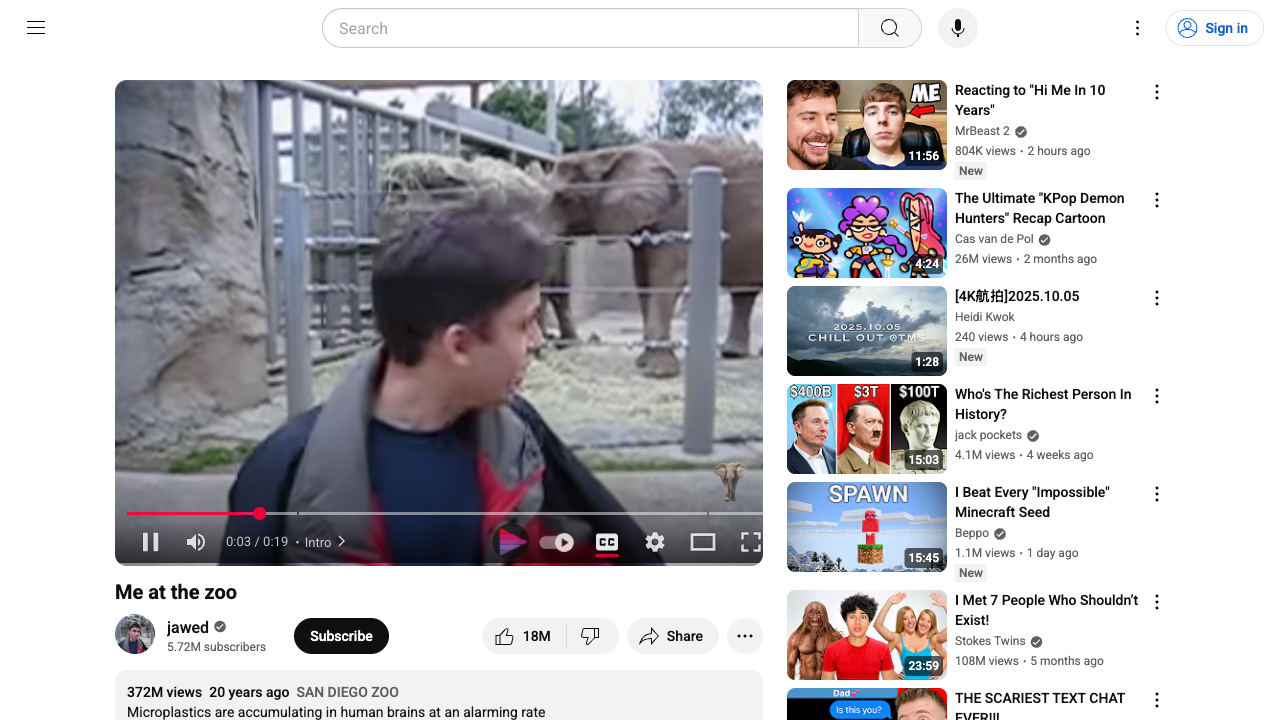 Search
Sign in
0:03 / 0:19 • Intro
CC
Me at the zoo
jawed
5.72M subscribers
Subscribe
18M
Share
372M views 20 years ago SAN DIEGO ZOO
Microplastics are accumulating in human brains at an alarming rate
ME
11:56
Reacting to "Hi Me In 10
Years"
MrBeast 2
804K views • 2 hours ago
New
4:24
The Ultimate "KPop Demon
Hunters" Recap Cartoon
Cas van de Pol
26M views • 2 months ago
2025.10.05
CHILL OUT @TMS
1:28
[4K航拍]2025.10.05
Heidi Kwok
240 views • 4 hours ago
New
$400B $3T $100T
15:03
Who's The Richest Person In
History?
jack pockets
4.1M views • 4 weeks ago
SPAWN
15:45
I Beat Every "Impossible"
Minecraft Seed
Beppo
1.1M views • 1 day ago
New
23:59
I Met 7 People Who Shouldn't
Exist!
Stokes Twins
108M views • 5 months ago
Dad
Is this you?
THE SCARIEST TEXT CHAT
EVER!!!